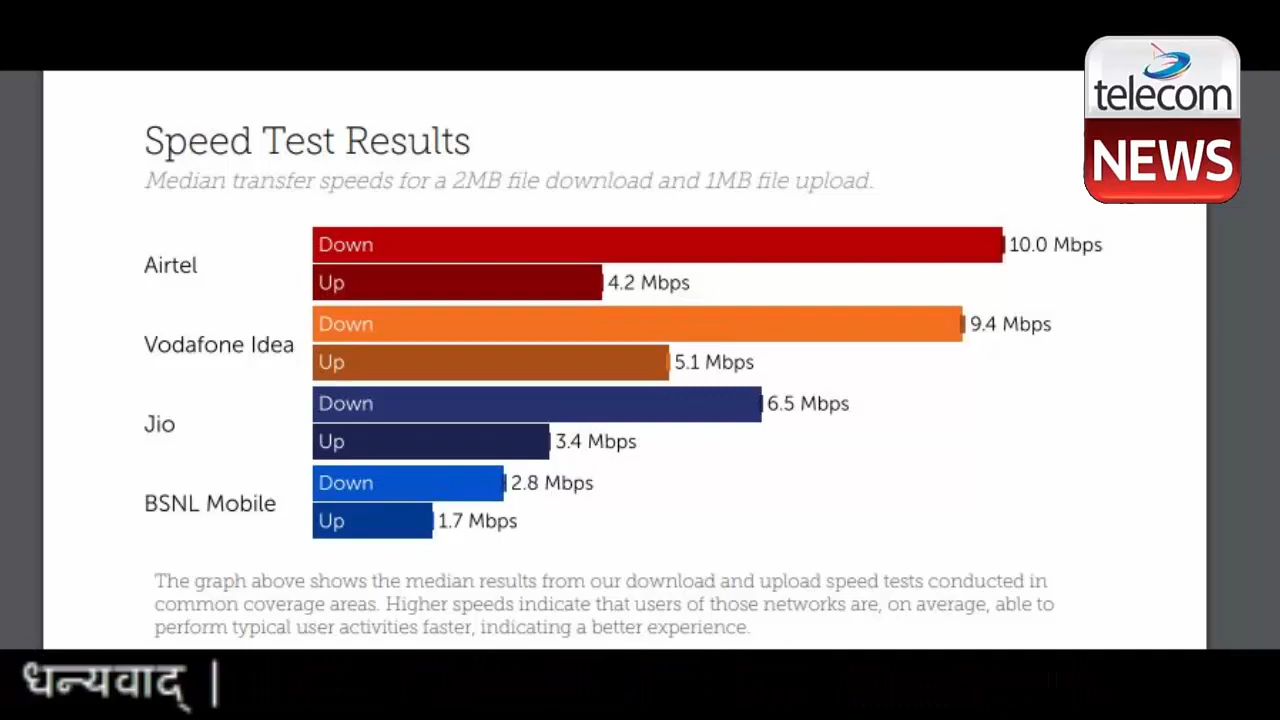 telecom
NEWS
Speed Test Results
Median transfer speeds for a 2MB file download and 1MB file upload.
Airtel
Down 10.0 Mbps
Up 4.2 Mbps
Vodafone Idea
Down 9.4 Mbps
Up 5.1 Mbps
Jio
Down 6.5 Mbps
Up 3.4 Mbps
BSNL Mobile
Down 2.8 Mbps
Up 1.7 Mbps
The graph above shows the median results from our download and upload speed tests conducted in
common coverage areas. Higher speeds indicate that users of those networks are, on average, able to
perform typical user activities faster, indicating a better experience.
धन्यवाद् |